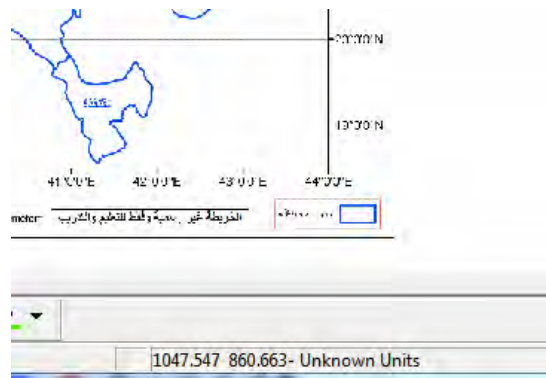 20°0'0"N
19°0'0"N
41°0'0"E 42°0'0"E 43°0'0"E 44°0'0"E
الخريطة غير رسمية وفقط للتعليم والتدريب
1047.547 860.663- Unknown Units